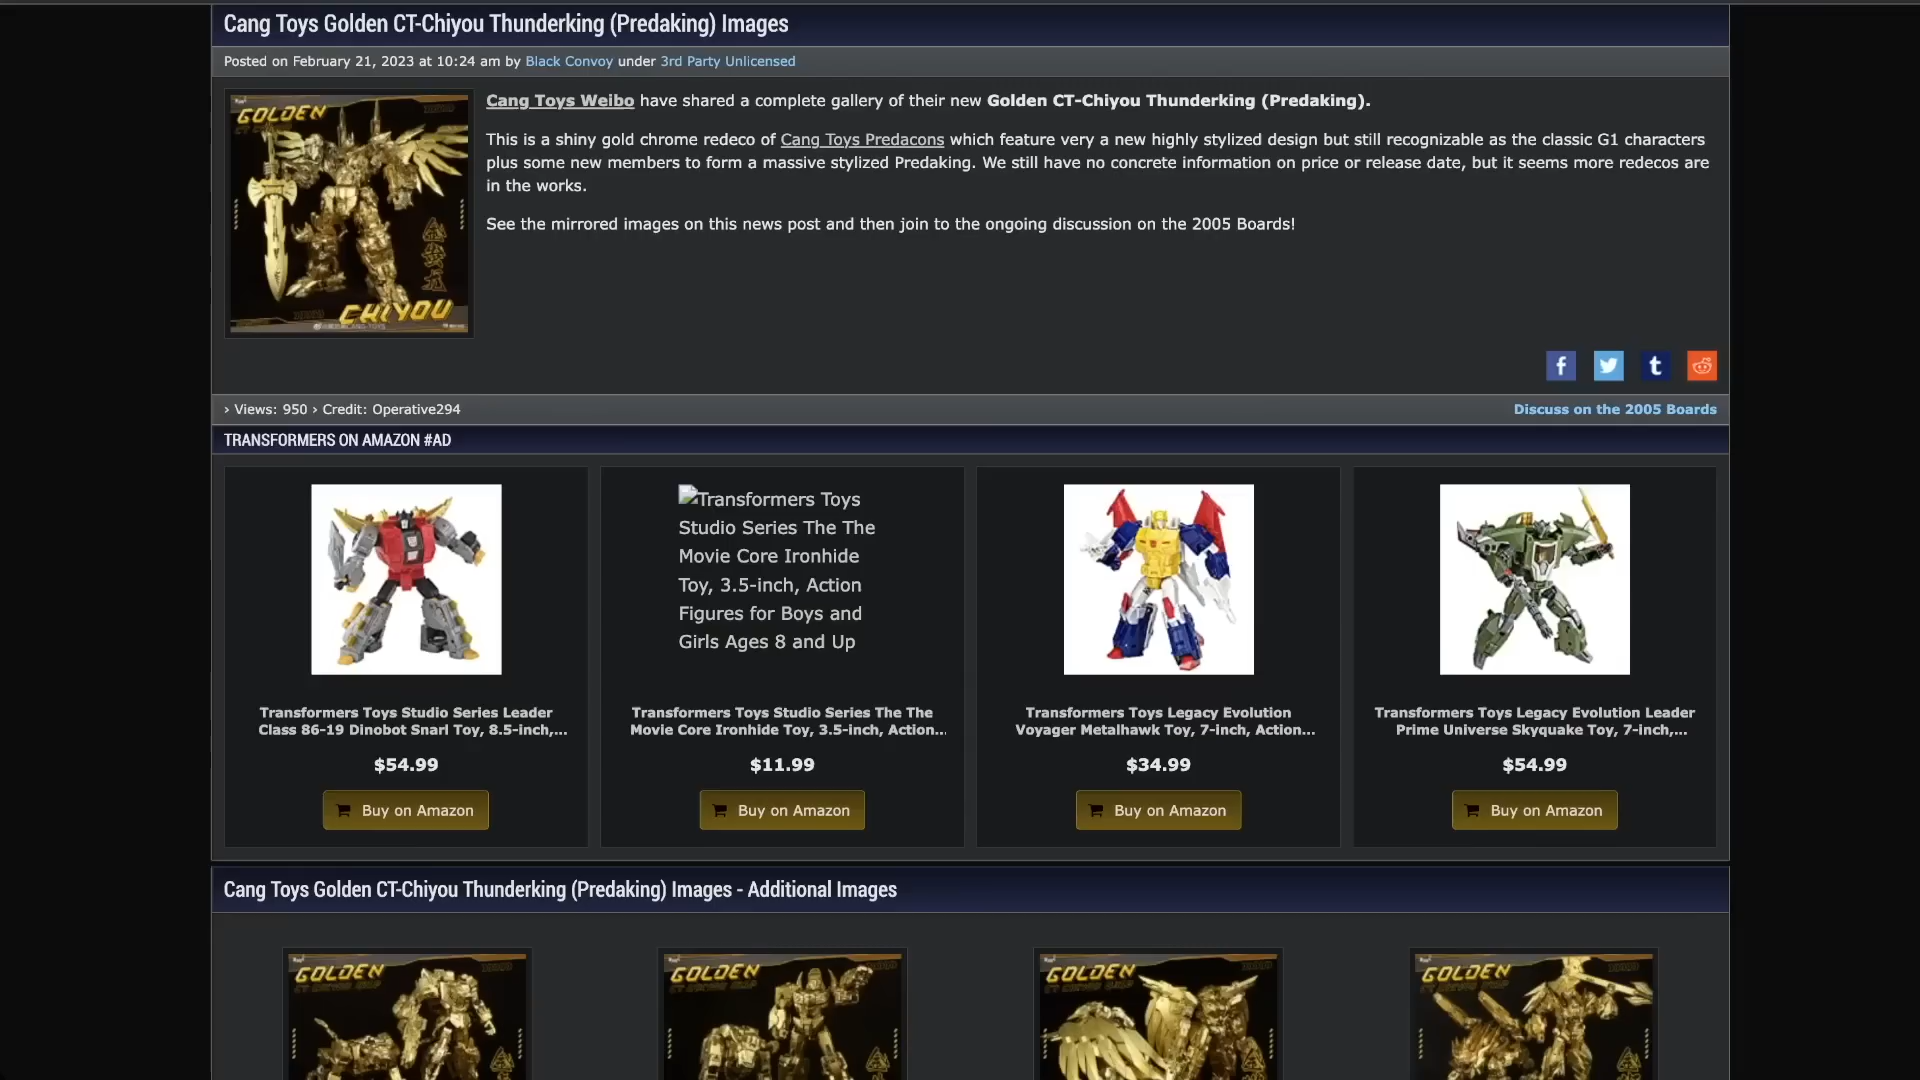 Cang Toys Golden CT-Chiyou Thunderking (Predaking) Images
Posted on February 21, 2023 at 10:24 am by Black Convoy under 3rd Party Unlicensed
GOLDEN
CHIYOU
Cang Toys Weibo have shared a complete gallery of their new Golden CT-Chiyou Thunderking (Predaking).
This is a shiny gold chrome redeco of Cang Toys Predacons which feature very a new highly stylized design but still recognizable as the classic G1 characters
plus some new members to form a massive stylized Predaking. We still have no concrete information on price or release date, but it seems more redecos are
in the works.
See the mirrored images on this news post and then join to the ongoing discussion on the 2005 Boards!
› Views: 950 › Credit: Operative294
Discuss on the 2005 Boards
TRANSFORMERS ON AMAZON #AD
Transformers Toys
Studio Series The The
Movie Core Ironhide
Toy, 3.5-inch, Action
Figures for Boys and
Girls Ages 8 and Up
Transformers Toys Studio Series Leader
Class 86-19 Dinobot Snarl Toy, 8.5-inch,...
$54.99
Buy on Amazon
Transformers Toys Studio Series The The
Movie Core Ironhide Toy, 3.5-inch, Action...
$11.99
Buy on Amazon
Transformers Toys Legacy Evolution
Voyager Metalhawk Toy, 7-inch, Action...
$34.99
Buy on Amazon
Transformers Toys Legacy Evolution Leader
Prime Universe Skyquake Toy, 7-inch,...
$54.99
Buy on Amazon
Cang Toys Golden CT-Chiyou Thunderking (Predaking) Images - Additional Images
GOLDEN
GOLDEN
GOLDEN
GOLDEN